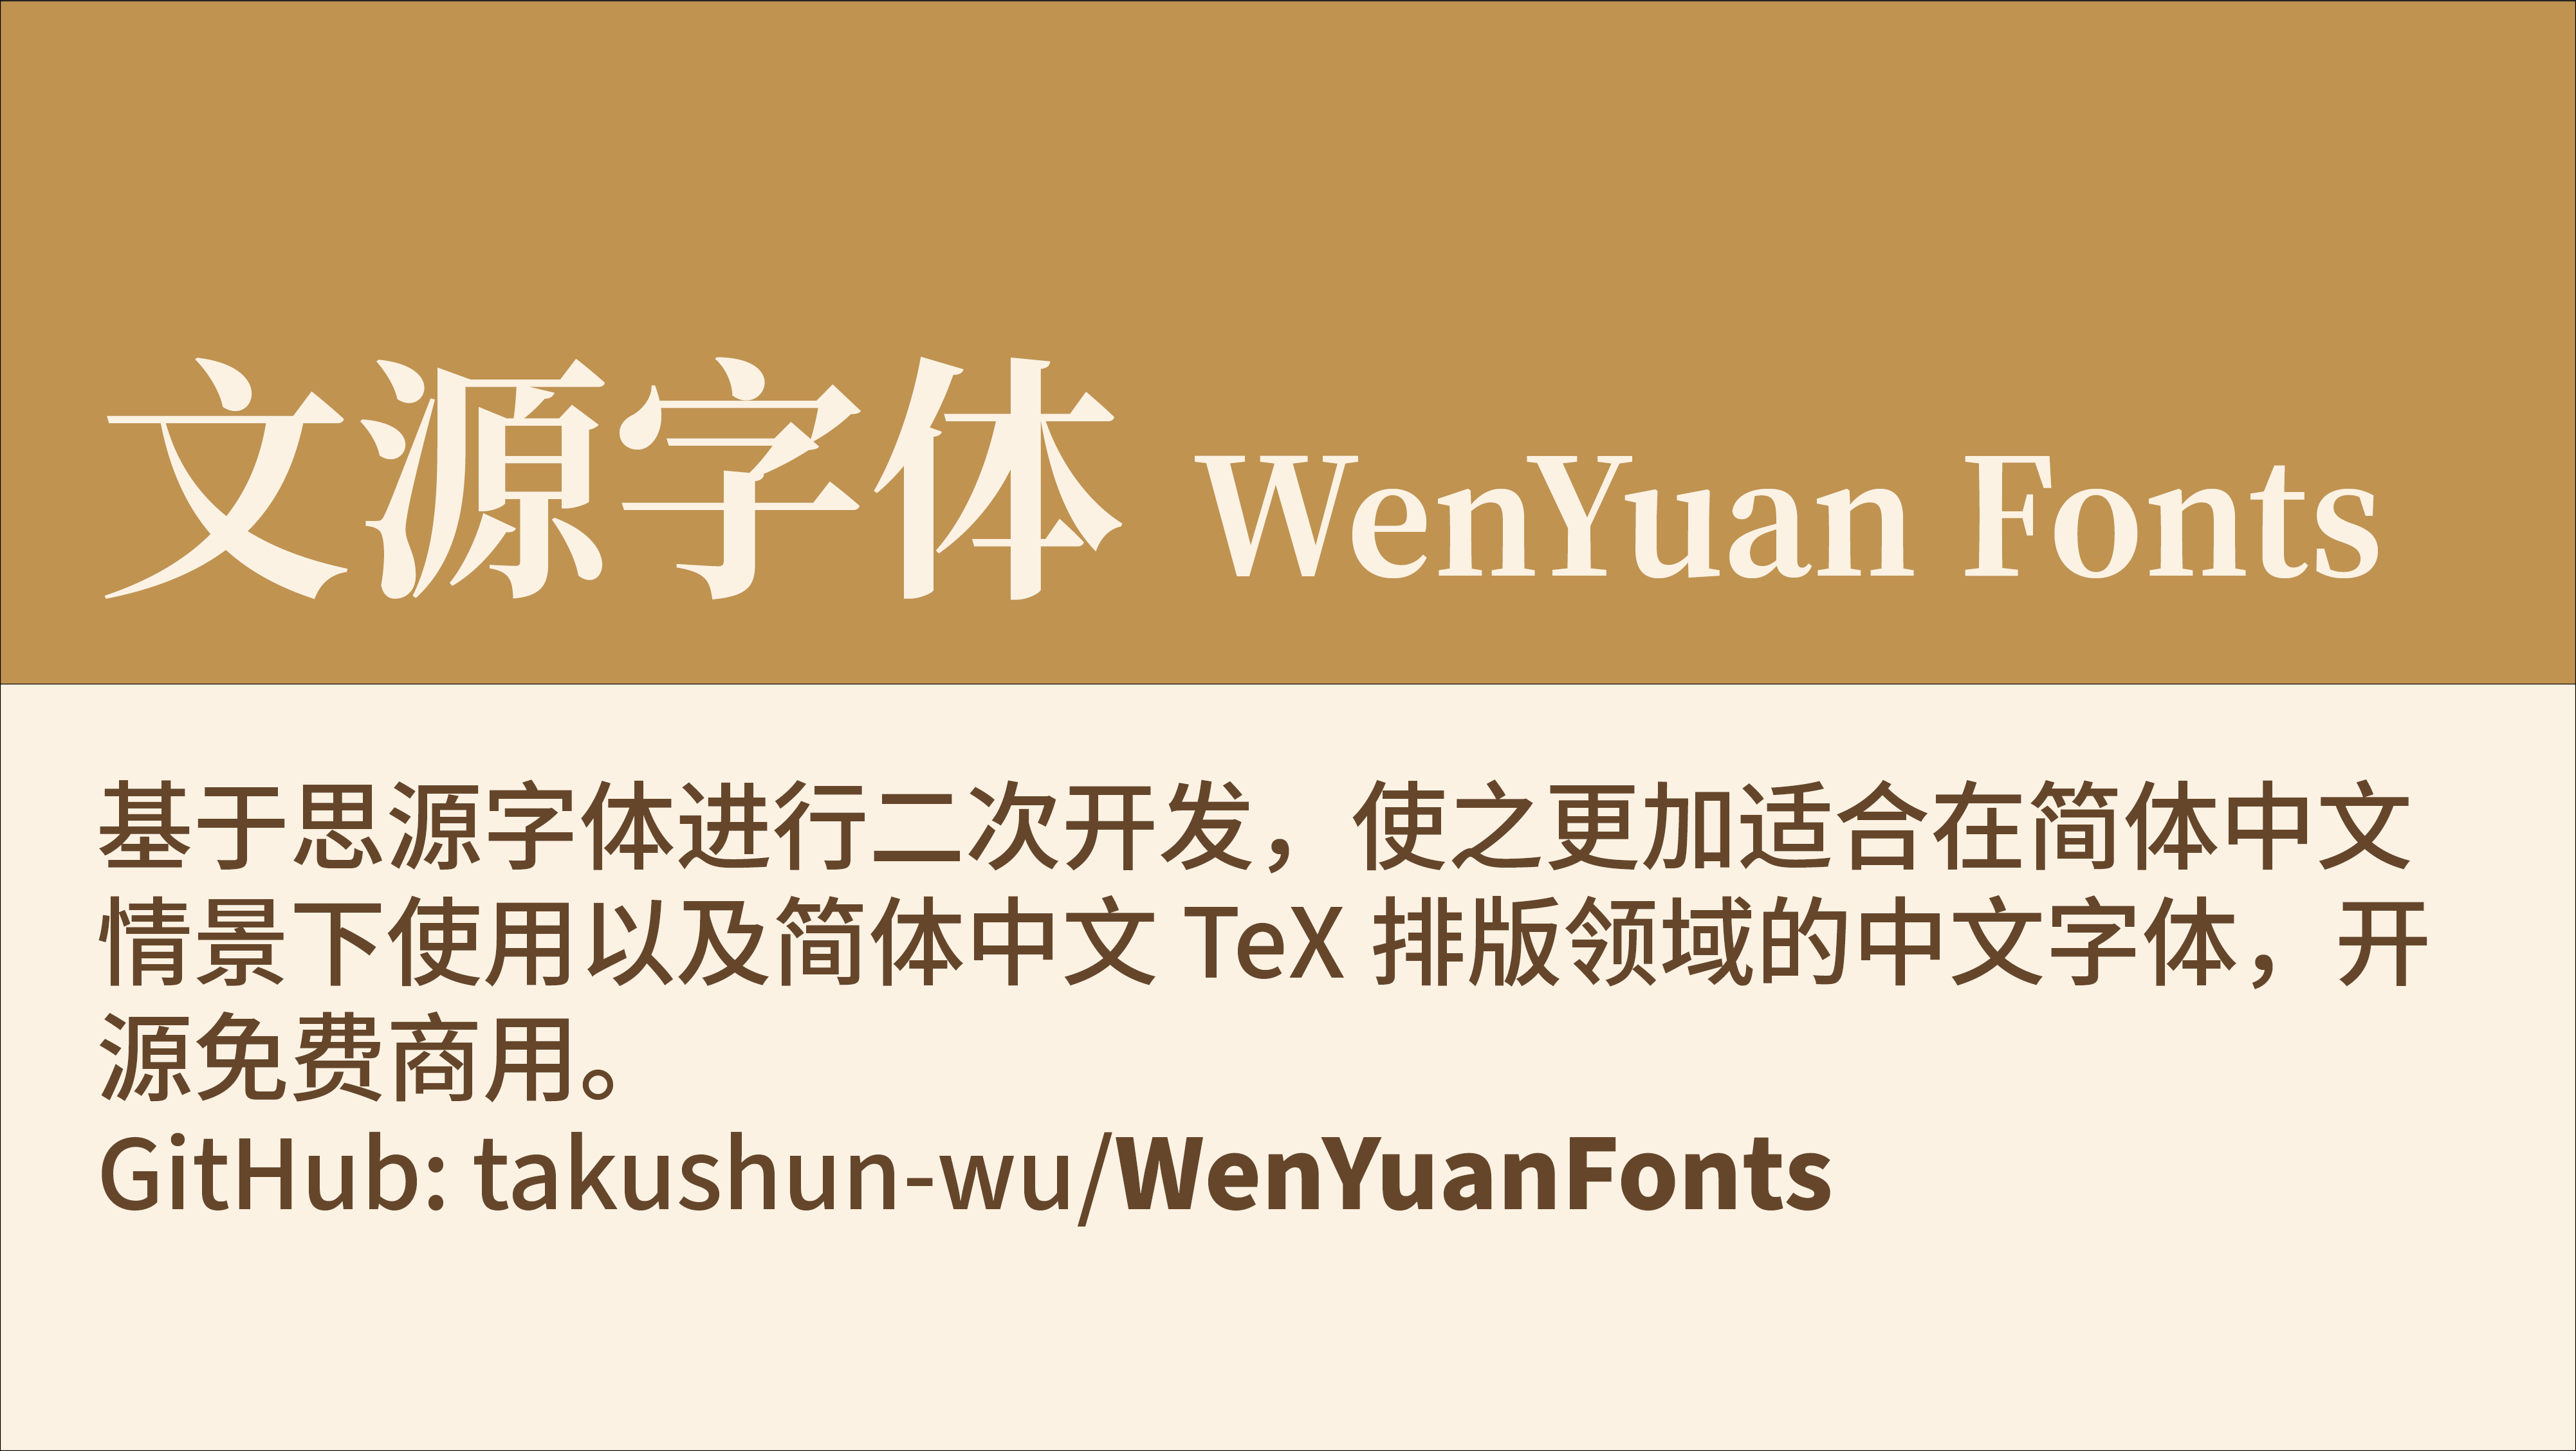 文源字体 WenYuan Fonts
基于思源字体进行二次开发，使之更加适合在简体中文
情景下使用以及简体中文 TeX 排版领域的中文字体，开
源免费商用。
GitHub: takushun-wu/WenYuanFonts